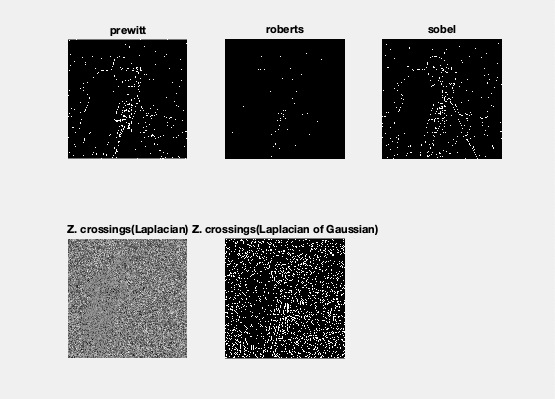 prewitt
roberts
sobel
Z. crossings(Laplacian)
Z. crossings(Laplacian of Gaussian)